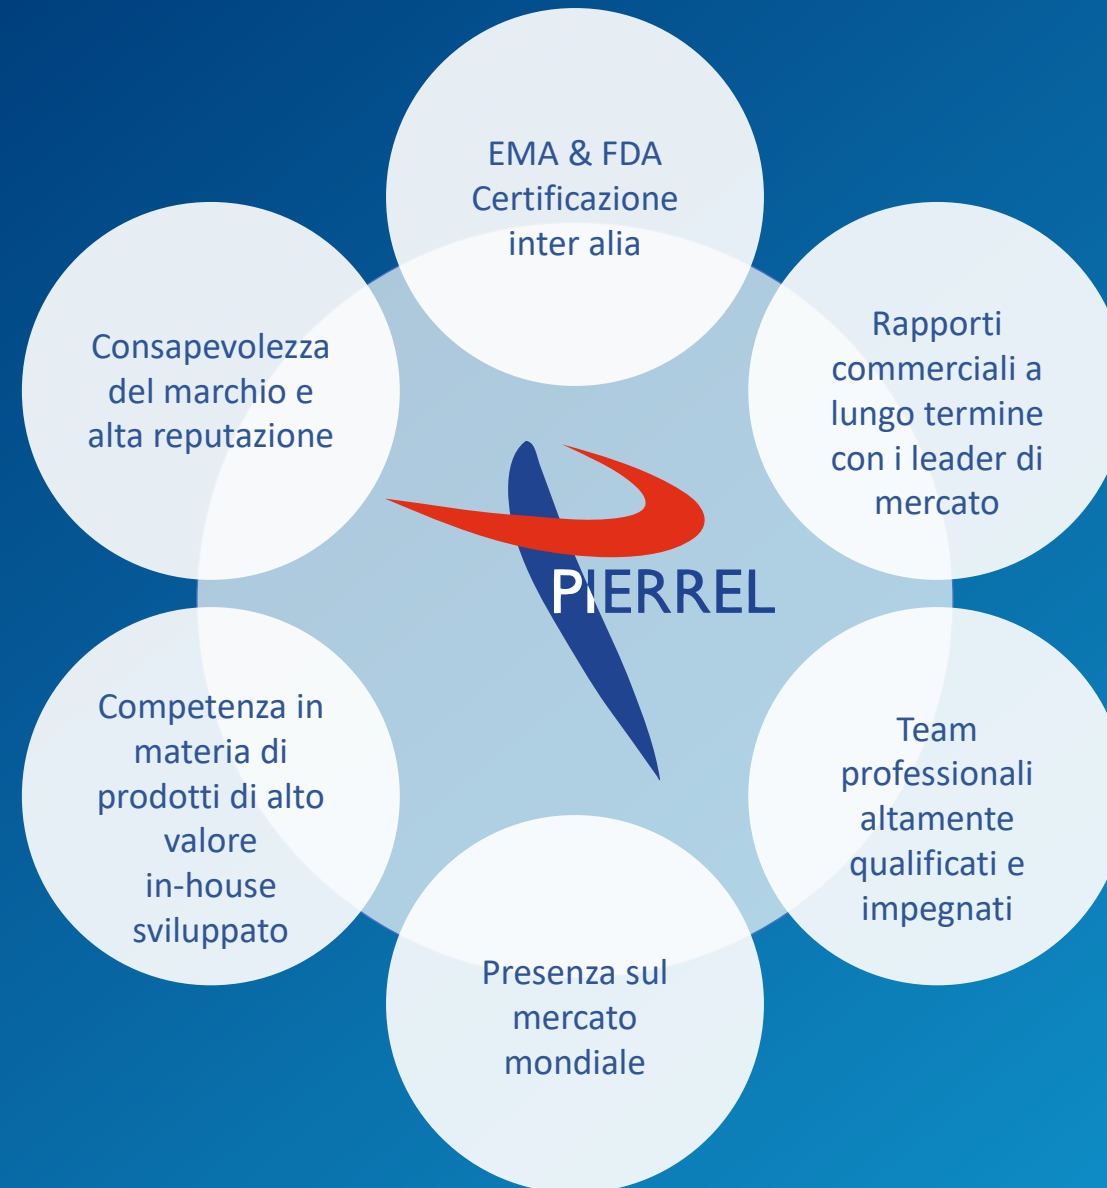 EMA & FDA
Certificazione
inter alia
Rapporti
commerciali a
lungo termine
con i leader di
mercato
Team
professionali
altamente
qualificati e
impegnati
Presenza sul
mercato
mondiale
Competenza in
materia di
prodotti di alto
valore
in-house
sviluppato
Consapevolezza
del marchio e
alta reputazione
PIERREL